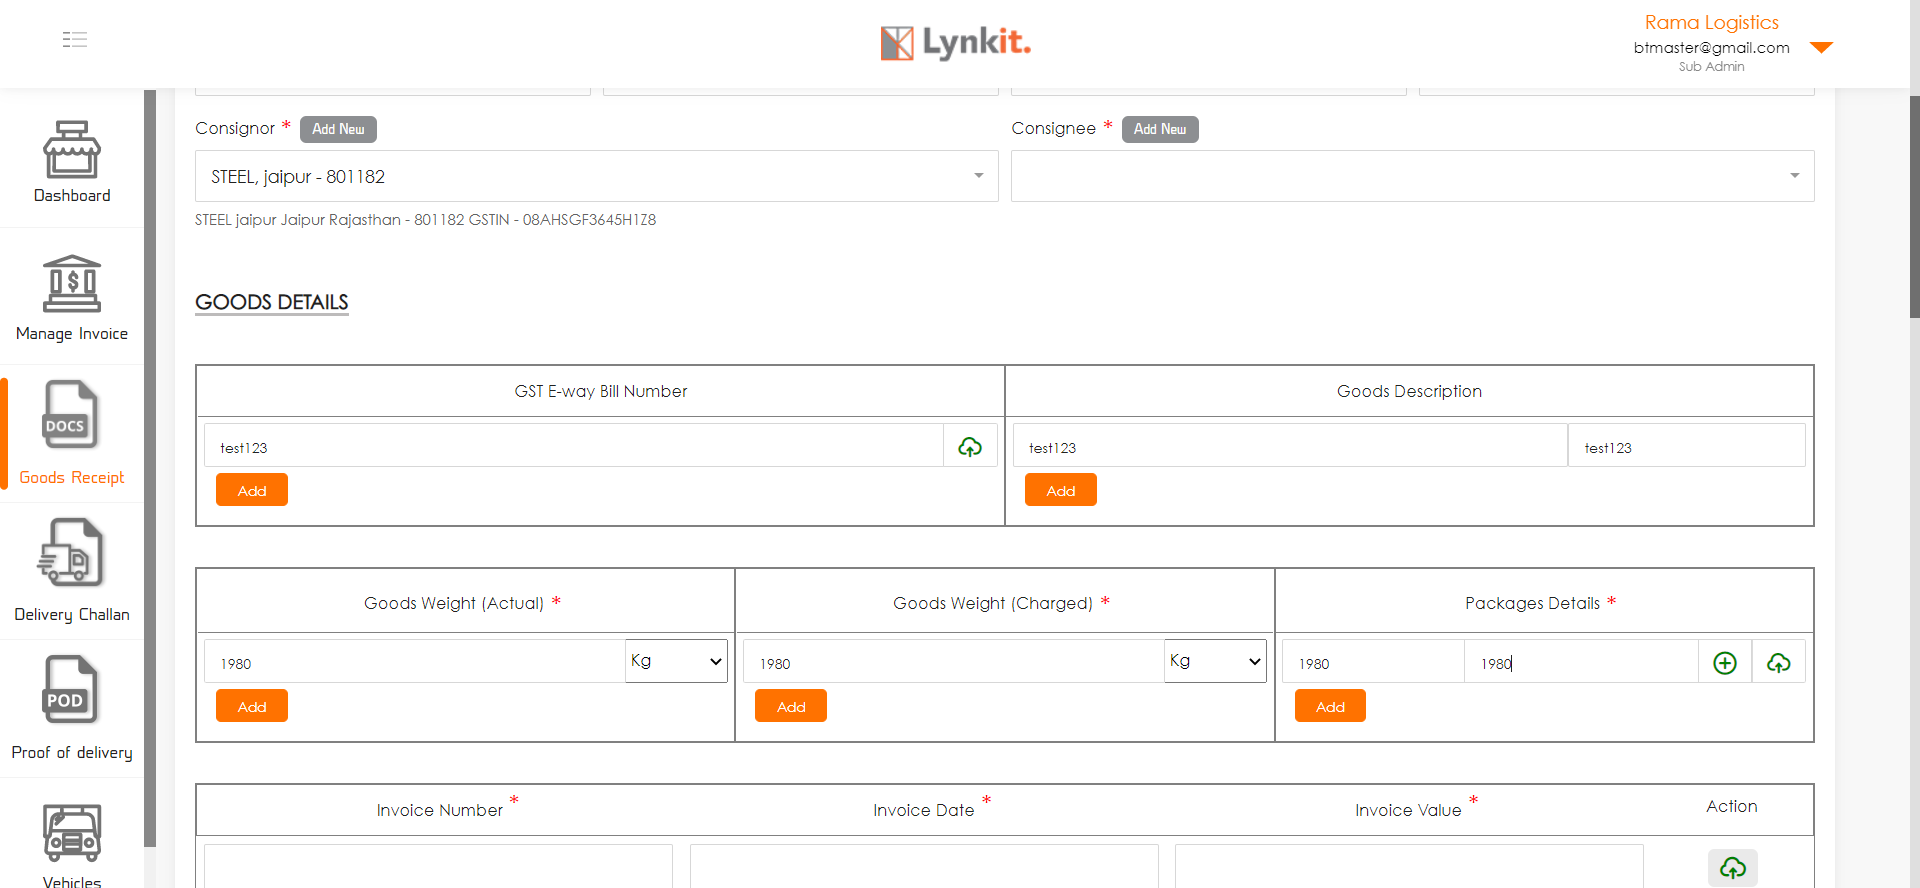 Lynkit.
Rama Logistics
btmaster@gmail.com
Sub Admin
Dashboard
Manage Invoice
DOCS
Goods Receipt
Delivery Challan
POD
Proof of delivery
Vehicles
Consignor * Add New
Consignee * Add New
STEEL, jaipur - 801182
STEEL jaipur Jaipur Rajasthan - 801182 GSTIN - 08AHSGF3645H1Z8
GOODS DETAILS
GST E-way Bill Number
Goods Description
test123
test123
test123
Add
Add
Goods Weight (Actual) *
Goods Weight (Charged) *
Packages Details *
1980
Kg
1980
Kg
1980
1980
Add
Add
Add
Invoice Number *
Invoice Date *
Invoice Value *
Action